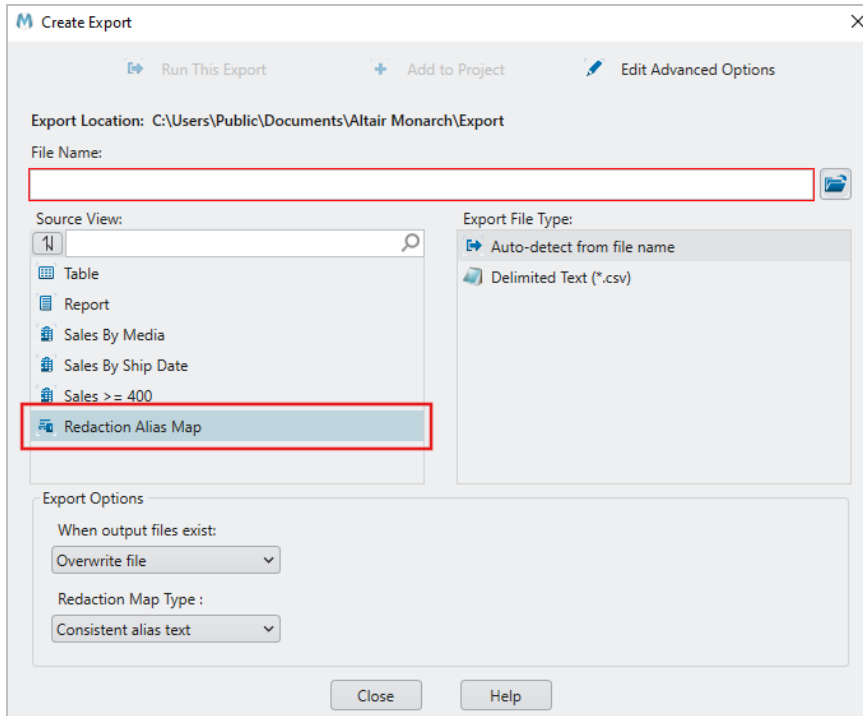 Create Export
Run This Export
Add to Project
Edit Advanced Options
Export Location: C:\Users\Public\Documents\Altair Monarch\Export
File Name:
Source View:
Export File Type:
Table
Report
Sales By Media
Sales By Ship Date
Sales >= 400
Redaction Alias Map
Auto-detect from file name
Delimited Text (*.csv)
Export Options
When output files exist:
Overwrite file
Redaction Map Type :
Consistent alias text
Close
Help